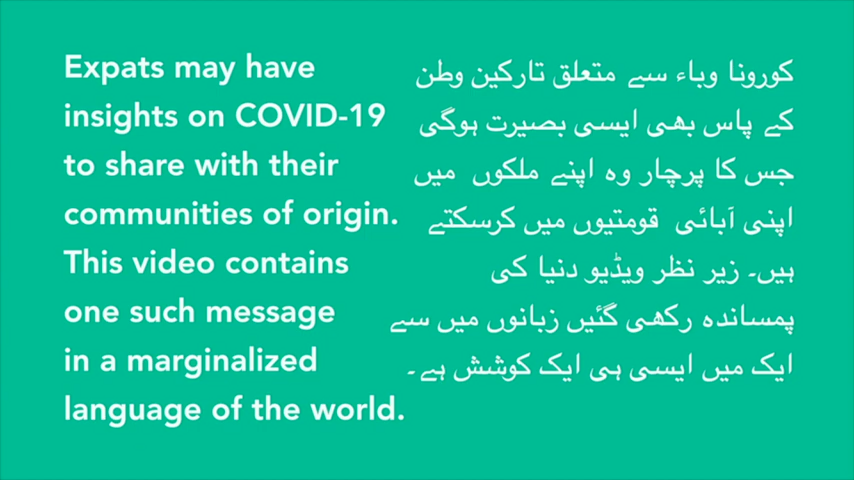 Expats may have
insights on COVID-19
to share with their
communities of origin.
This video contains
one such message
in a marginalized
language of the world.
کورونا وباء سے متعلق تارکین وطن
کے پاس بھی ایسی بصیرت ہوگی
جس کا پرچار وہ اپنے ملکوں میں
اپنی آبائی قومتیوں میں کرسکتے
ہیں۔ زیر نظر ویڈیو دنیا کی
پمساندہ رکھی گئیں زبانوں میں سے
ایک میں ایسی ہی ایک کوشش ہے۔